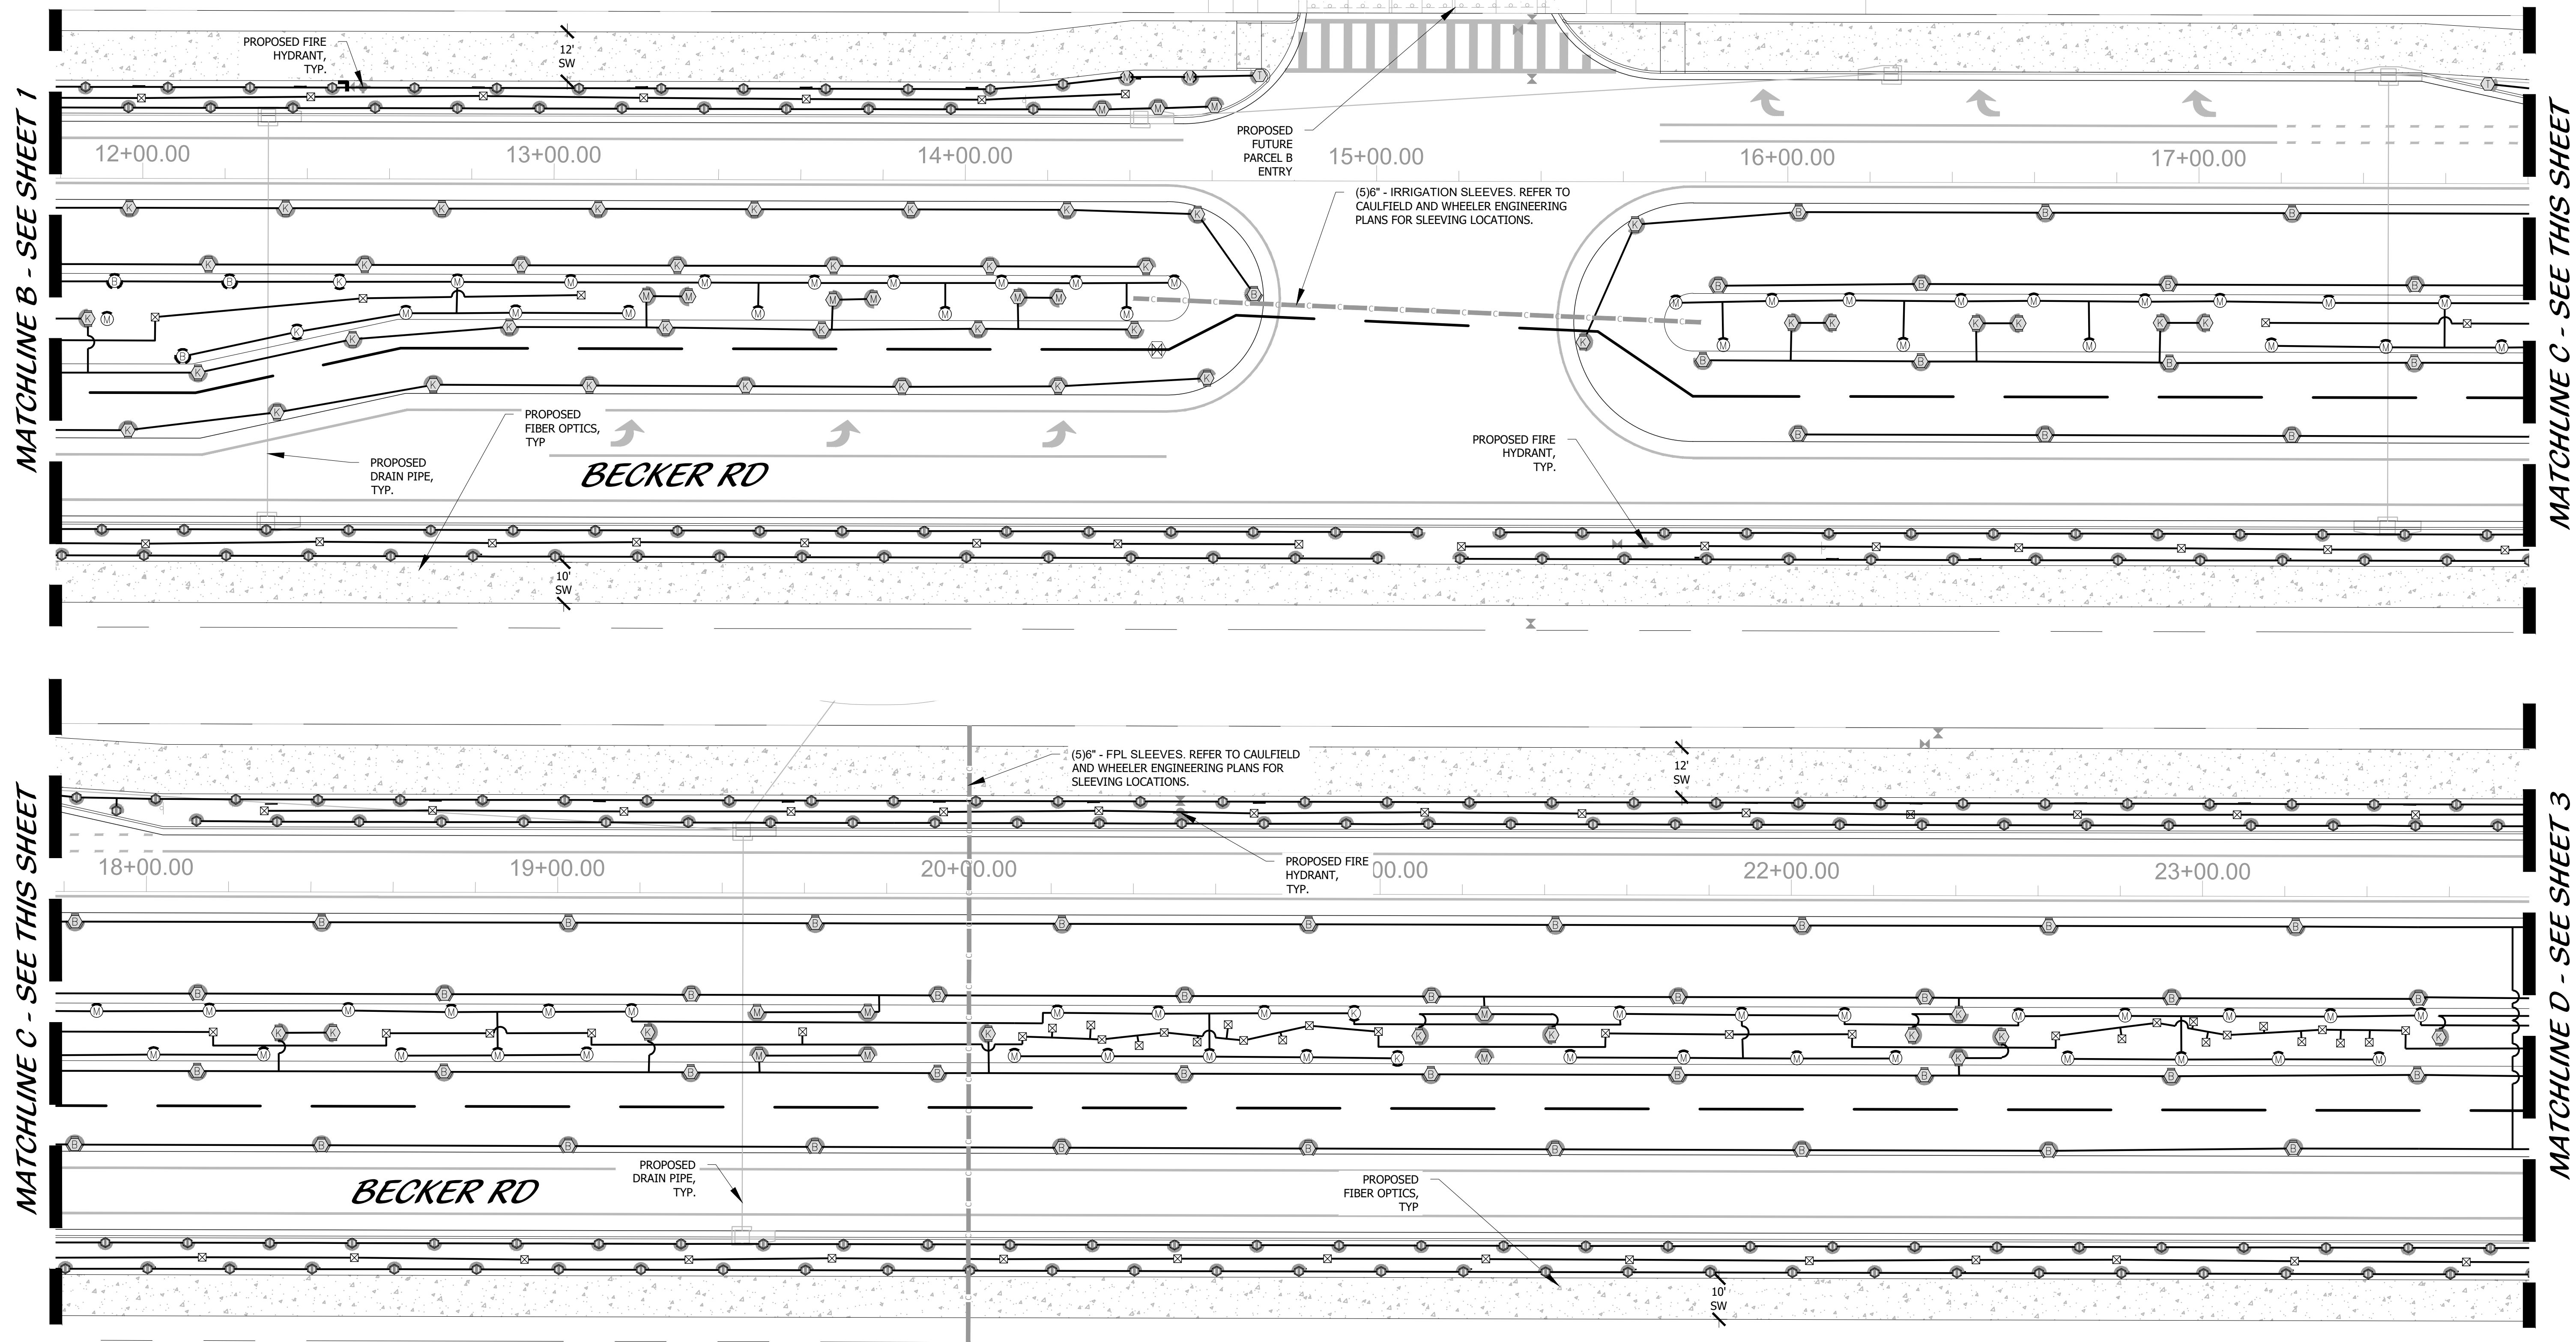 PROPOSED FIRE
HYDRANT,
TYP.
12'
SW
MATCHLINE B - SEE SHEET 1
12+00.00
13+00.00
14+00.00
PROPOSED
FUTURE
PARCEL B
ENTRY
15+00.00
16+00.00
17+00.00
(5)6" - IRRIGATION SLEEVES. REFER TO
CAULFIELD AND WHEELER ENGINEERING
PLANS FOR SLEEVING LOCATIONS.
MATCHLINE C - SEE THIS SHEET
PROPOSED
FIBER OPTICS,
TYP
PROPOSED
DRAIN PIPE,
TYP.
BECKER RD
PROPOSED FIRE
HYDRANT,
TYP.
10'
SW
MATCHLINE C - SEE THIS SHEET
(5)6" - FPL SLEEVES. REFER TO CAULFIELD
AND WHEELER ENGINEERING PLANS FOR
SLEEVING LOCATIONS.
12'
SW
18+00.00
19+00.00
20+00.00
PROPOSED FIRE
HYDRANT,
TYP.
00.00
22+00.00
23+00.00
MATCHLINE D - SEE SHEET 3
PROPOSED
DRAIN PIPE,
TYP.
BECKER RD
PROPOSED
FIBER OPTICS,
TYP
10'
SW